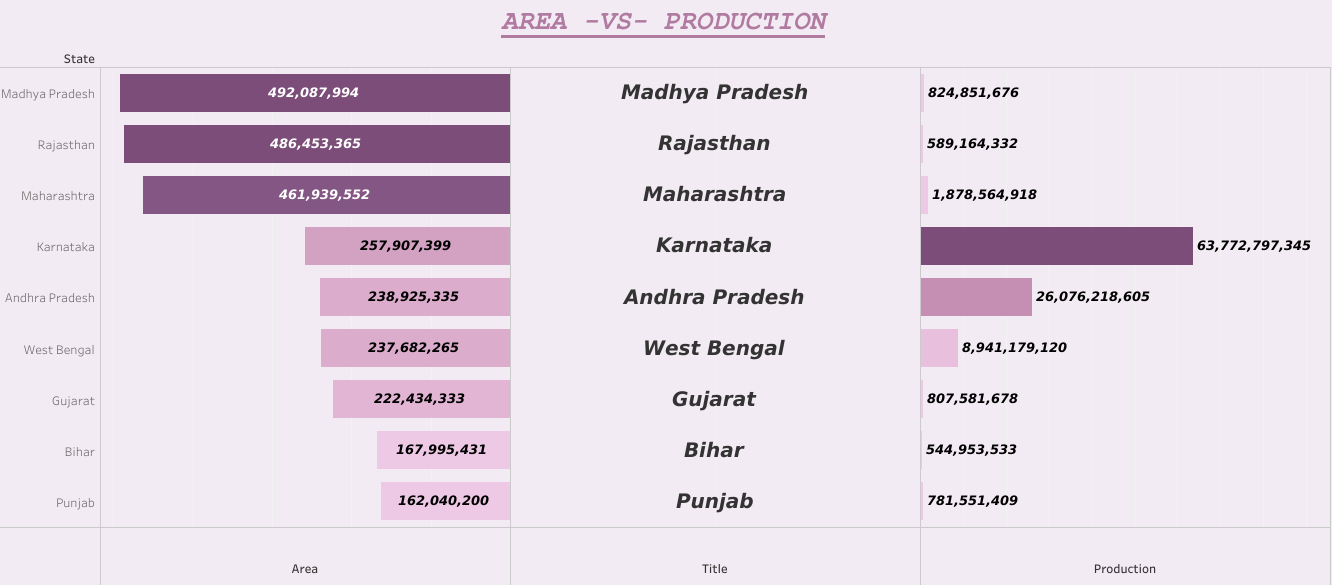 AREA -VS- PRODUCTION
State
Madhya Pradesh 492,087,994 Madhya Pradesh 824,851,676
Rajasthan 486,453,365 Rajasthan 589,164,332
Maharashtra 461,939,552 Maharashtra 1,878,564,918
Karnataka 257,907,399 Karnataka 63,772,797,345
Andhra Pradesh 238,925,335 Andhra Pradesh 26,076,218,605
West Bengal 237,682,265 West Bengal 8,941,179,120
Gujarat 222,434,333 Gujarat 807,581,678
Bihar 167,995,431 Bihar 544,953,533
Punjab 162,040,200 Punjab 781,551,409
Area Title Production